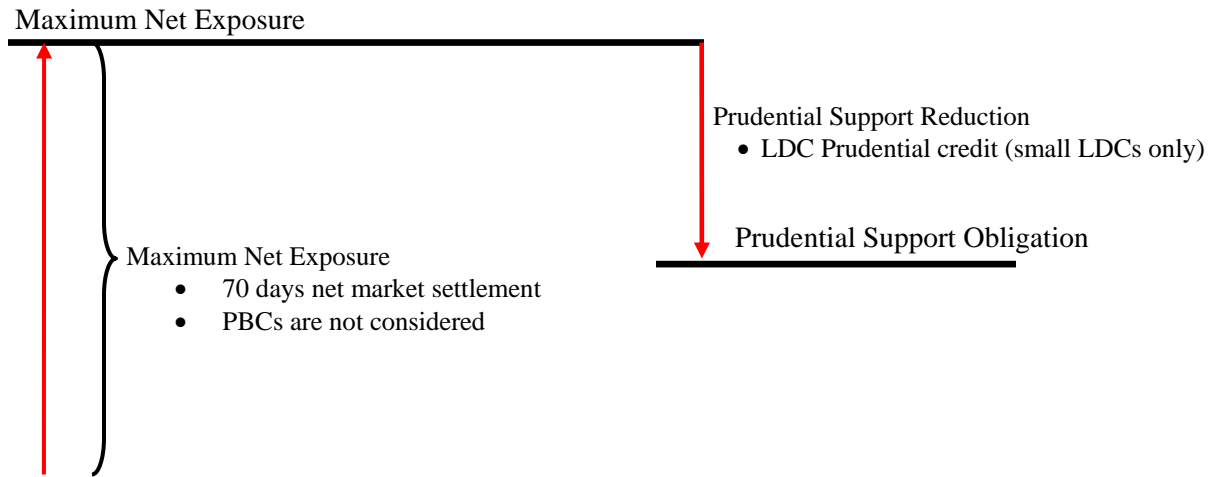 Maximum Net Exposure
Prudential Support Reduction
• LDC Prudential credit (small LDCs only)
Prudential Support Obligation
Maximum Net Exposure
• 70 days net market settlement
• PBCs are not considered